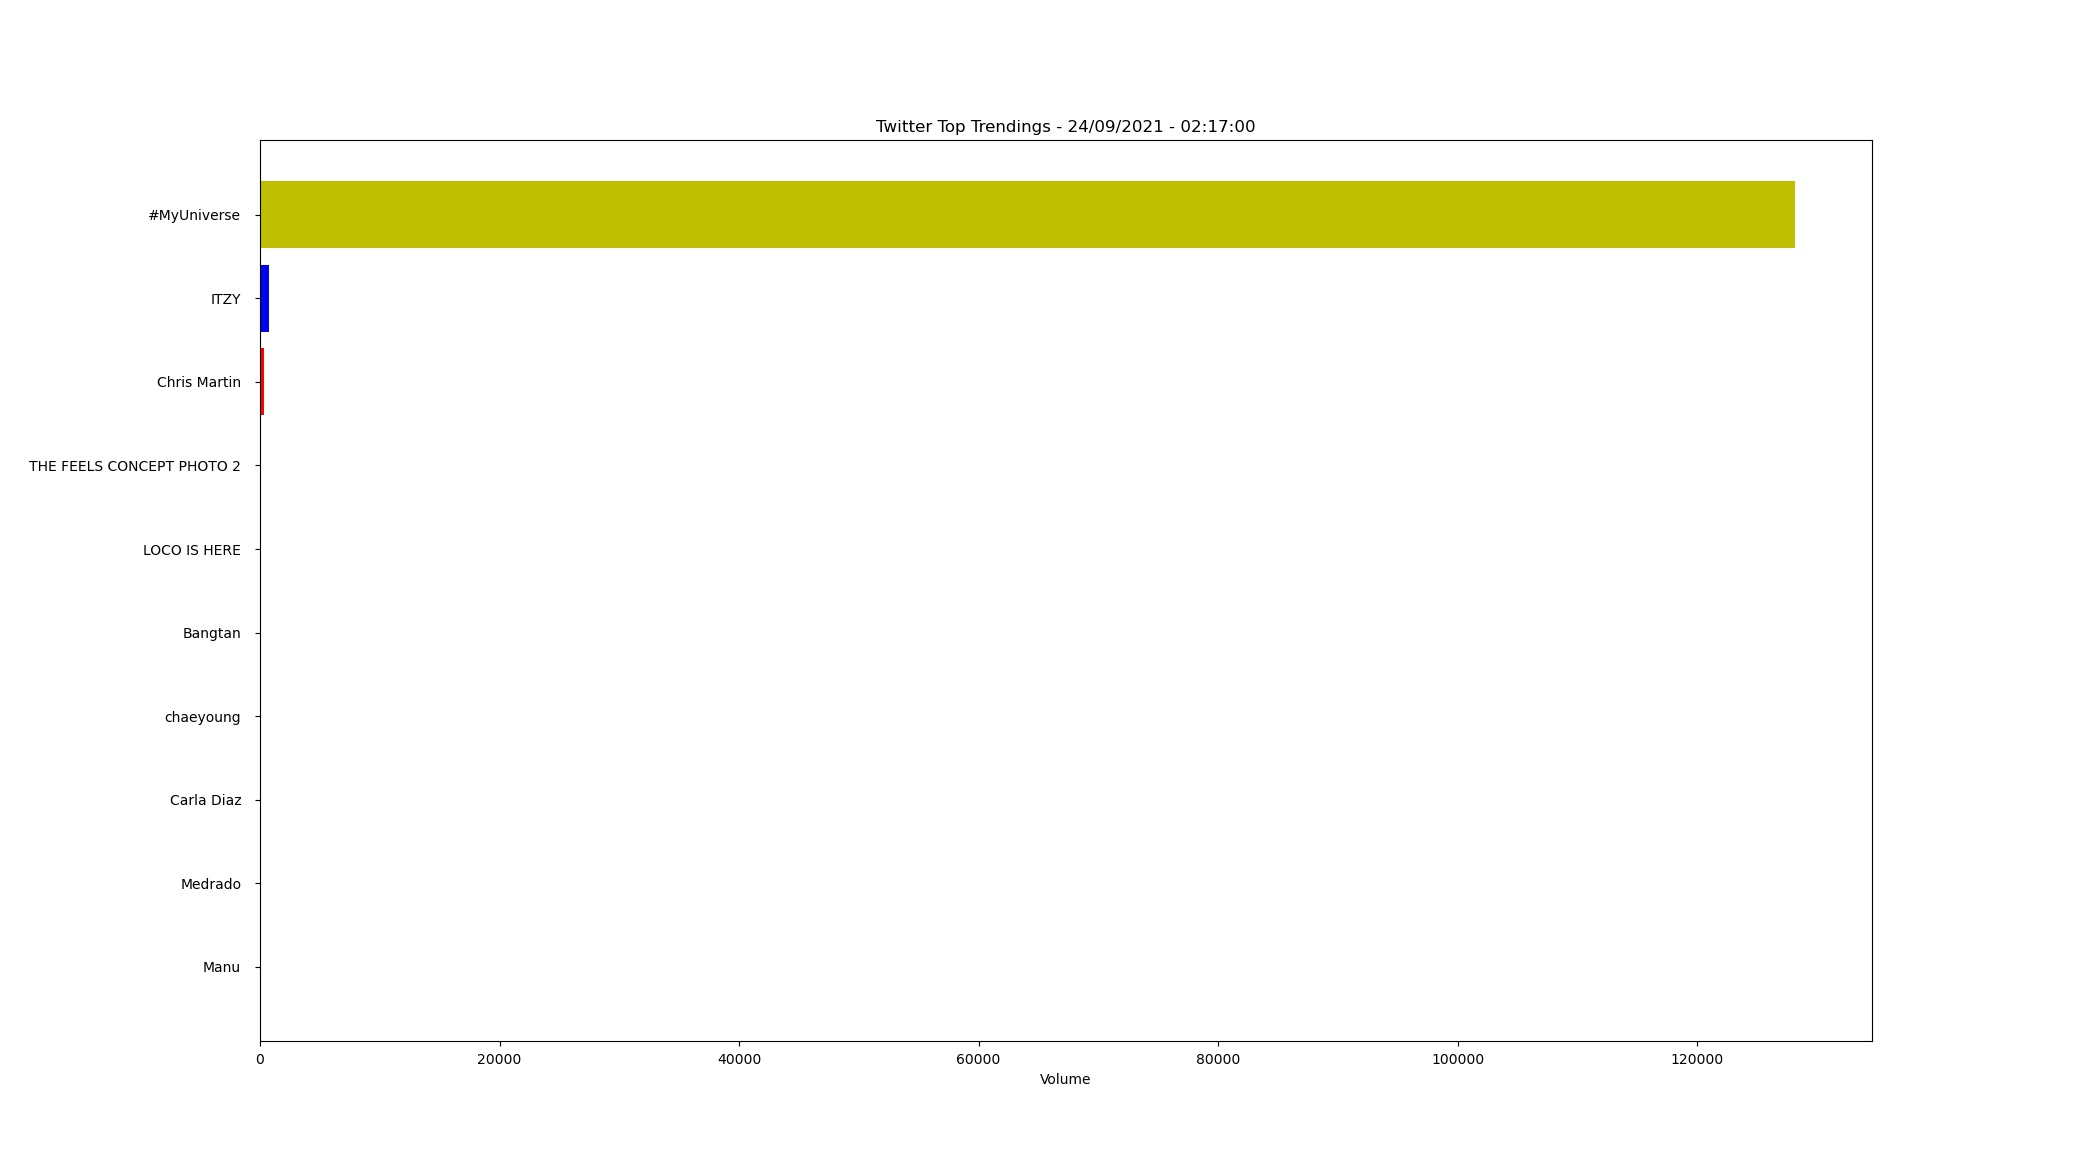 Twitter Top Trendings - 24/09/2021 - 02:17:00
#MyUniverse
ITZY
Chris Martin
THE FEELS CONCEPT PHOTO 2
LOCO IS HERE
Bangtan
chaeyoung
Carla Diaz
Medrado
Manu
0 20000 40000 60000 80000 100000 120000
Volume